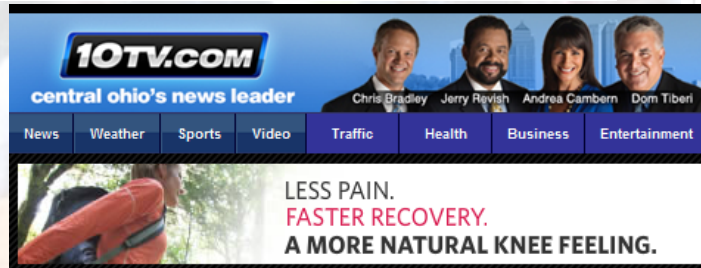 10TV.COM
central ohio's news leader
Chris Bradley Jerry Revish Andrea Cambern Dom Tiberi
News Weather Sports Video Traffic Health Business Entertainment
LESS PAIN.
FASTER RECOVERY.
A MORE NATURAL KNEE FEELING.